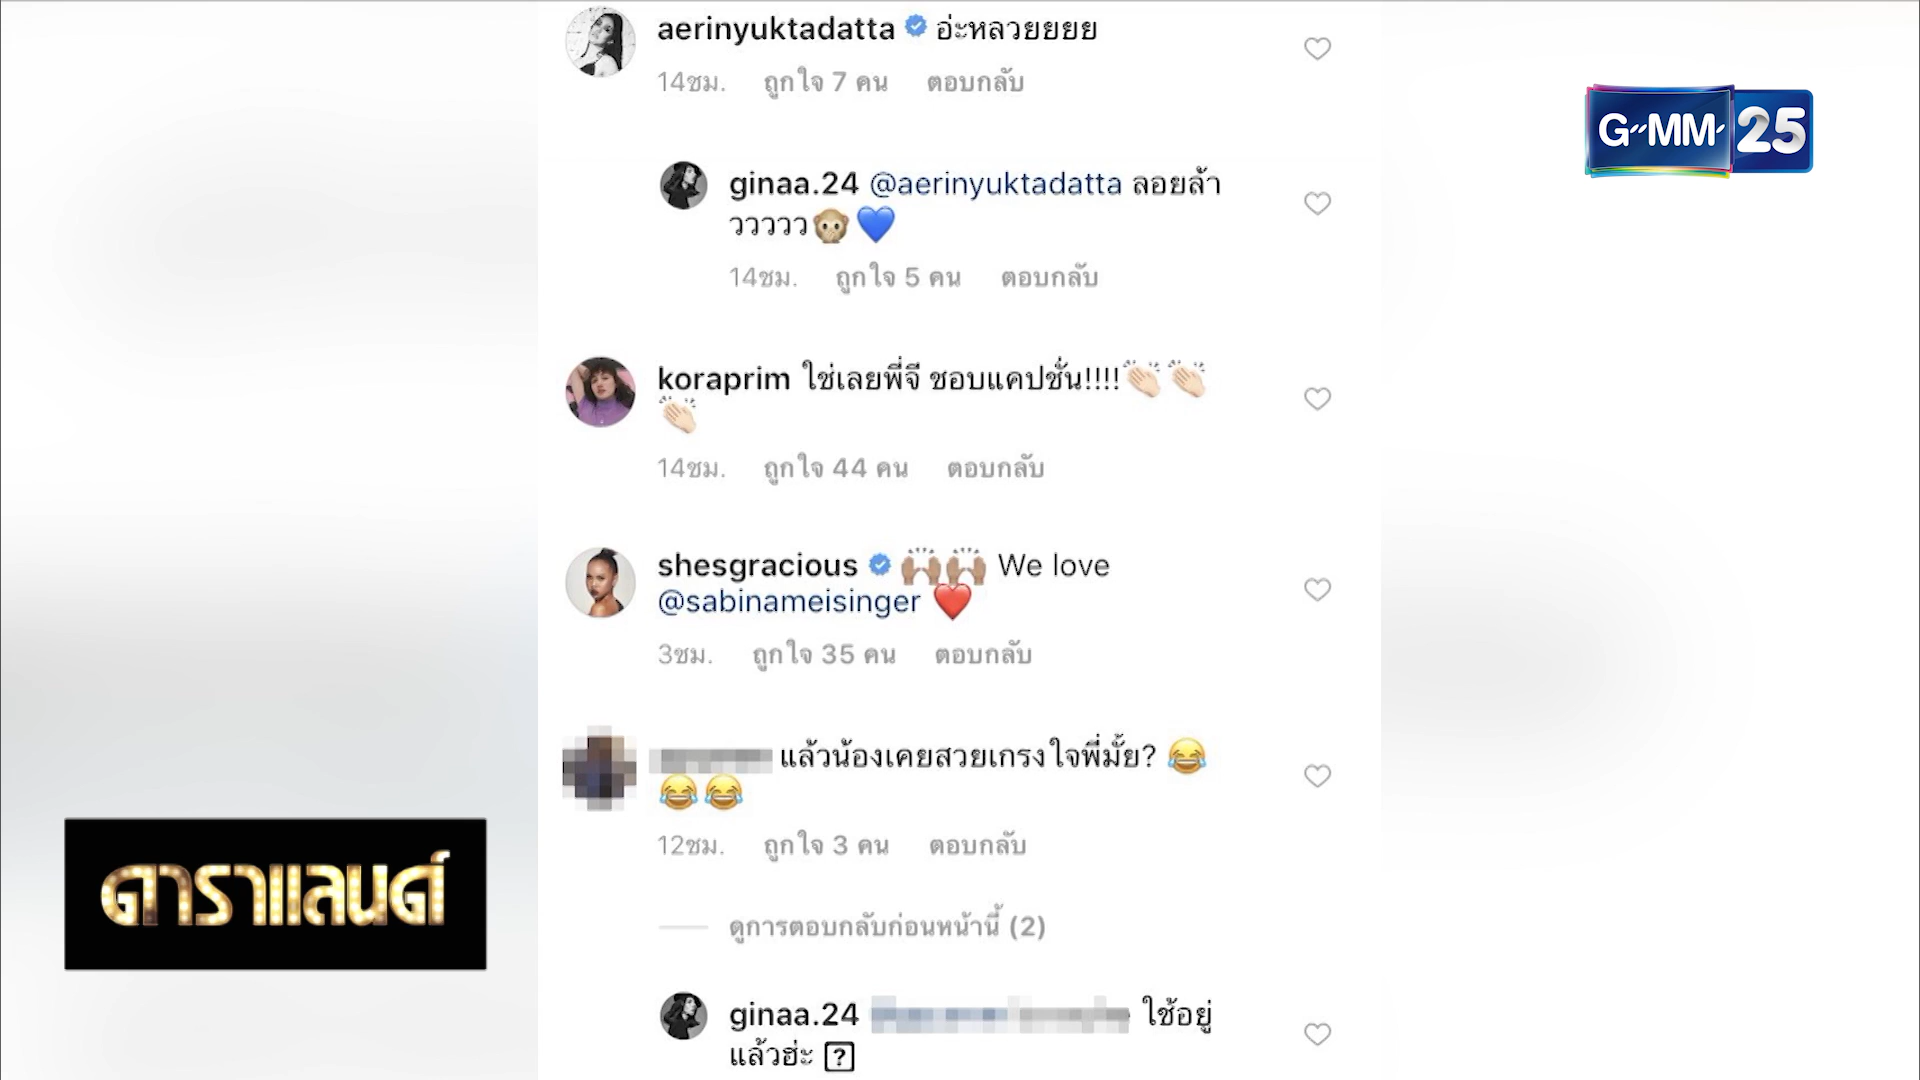 aerinyuktadatta อ่ะหลวยยยย
14ชม. ถูกใจ 7 คน ตอบกลับ
G-MM 25
ginaa.24 @aerinyuktadatta ลอยล้า
ววววว🙊💙
14ชม. ถูกใจ 5 คน ตอบกลับ
koraprim ใช่เลยพี่จี ชอบแคปชั่น!!!!👏🏻👏🏻
👏🏻
14ชม. ถูกใจ 44 คน ตอบกลับ
shesgracious 🙌🏽🙌🏽 We love
@sabinameisinger ❤️
3ชม. ถูกใจ 35 คน ตอบกลับ
แล้วน้องเคยสวยเกรงใจพี่มั้ย? 😂
😂😂
12ชม. ถูกใจ 3 คน ตอบกลับ
ดูการตอบกลับก่อนหน้านี้ (2)
ginaa.24 ใช้อยู่
แล้วฮ่ะ ?
ดาราแลนด์